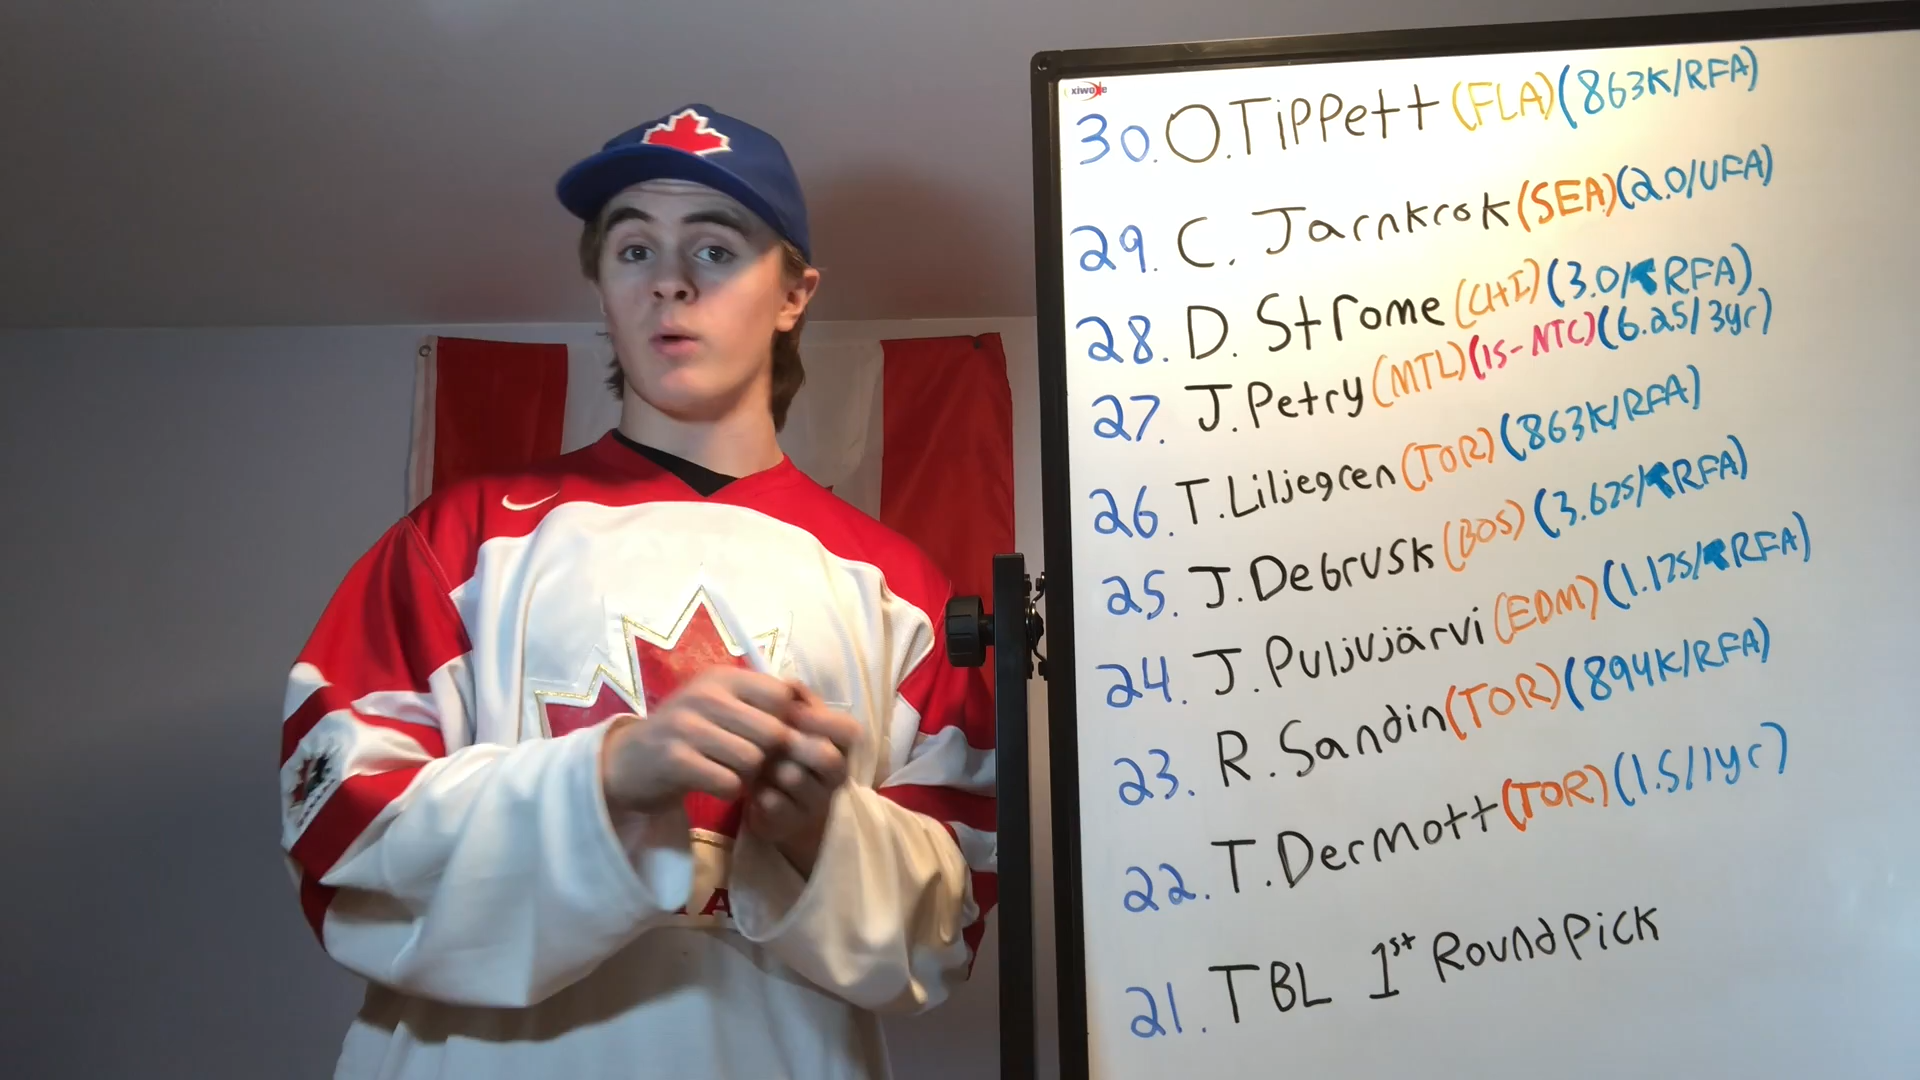 xiwode
30. O.Tippett (FLA) (863K/RFA)
29. C. Jarnkrok (SEA) (2.0/UFA)
28. D. Strome (CHI) (3.0/RFA)
27. J. Petry (MTL) (15-NTC) (6.25/3yr)
26. T. Liljegren (TOR) (863K/RFA)
25. J. Debrusk (BOS) (3.625/RFA)
24. J. Puljujärvi (EDM) (1.175/RFA)
23. R. Sandin (TOR) (894K/RFA)
22. T. Dermott (TOR) (1.5/1yr)
21. TBL 1st Round Pick